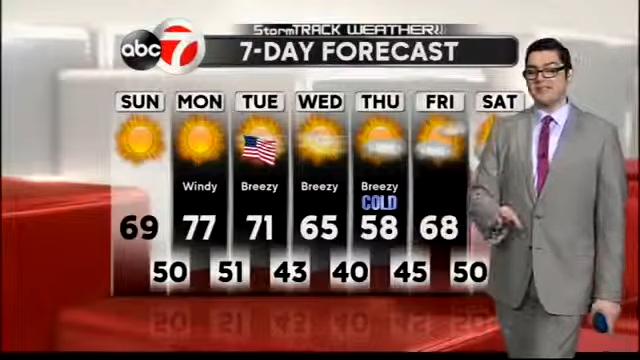 StormTRACK WEATHER
abc 7
7-DAY FORECAST
SUN MON TUE WED THU FRI SAT
Windy Breezy Breezy Breezy
COLD
69 77 71 65 58 68
50 51 43 40 45 50